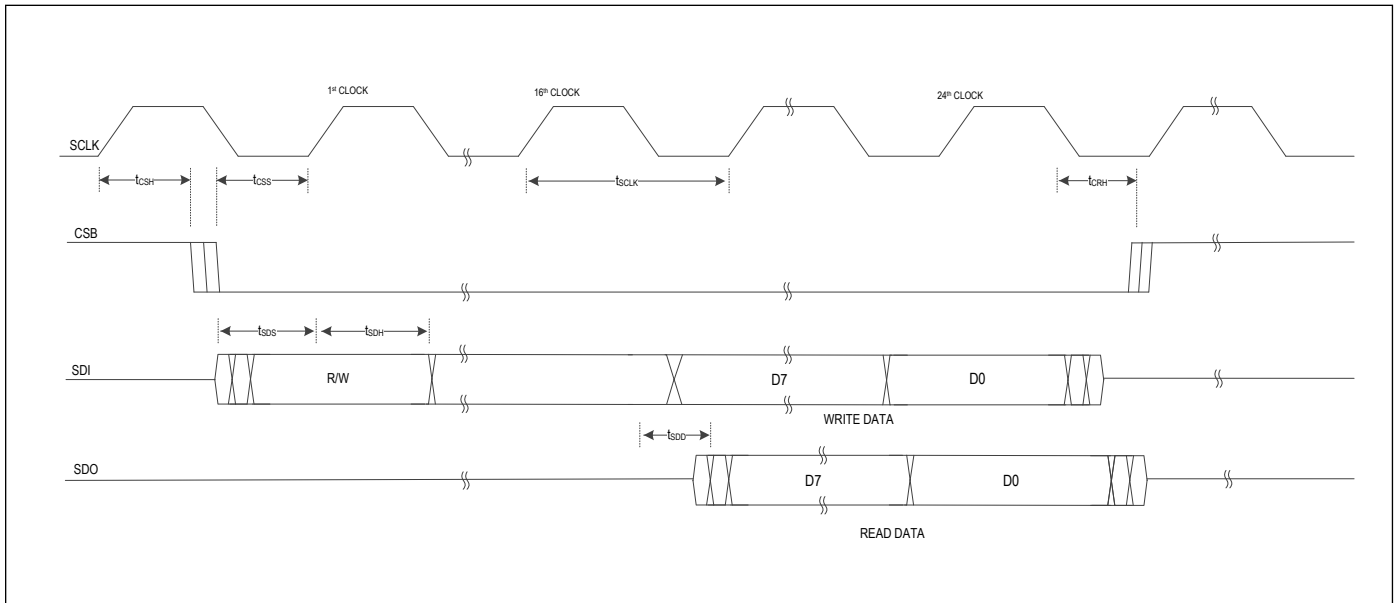 1st CLOCK
16th CLOCK
24th CLOCK
SCLK
tCSH
tCSS
tSCLK
tCRH
CSB
tSDS
tSDH
SDI
R/W
D7
D0
WRITE DATA
tSDD
SDO
D7
D0
READ DATA